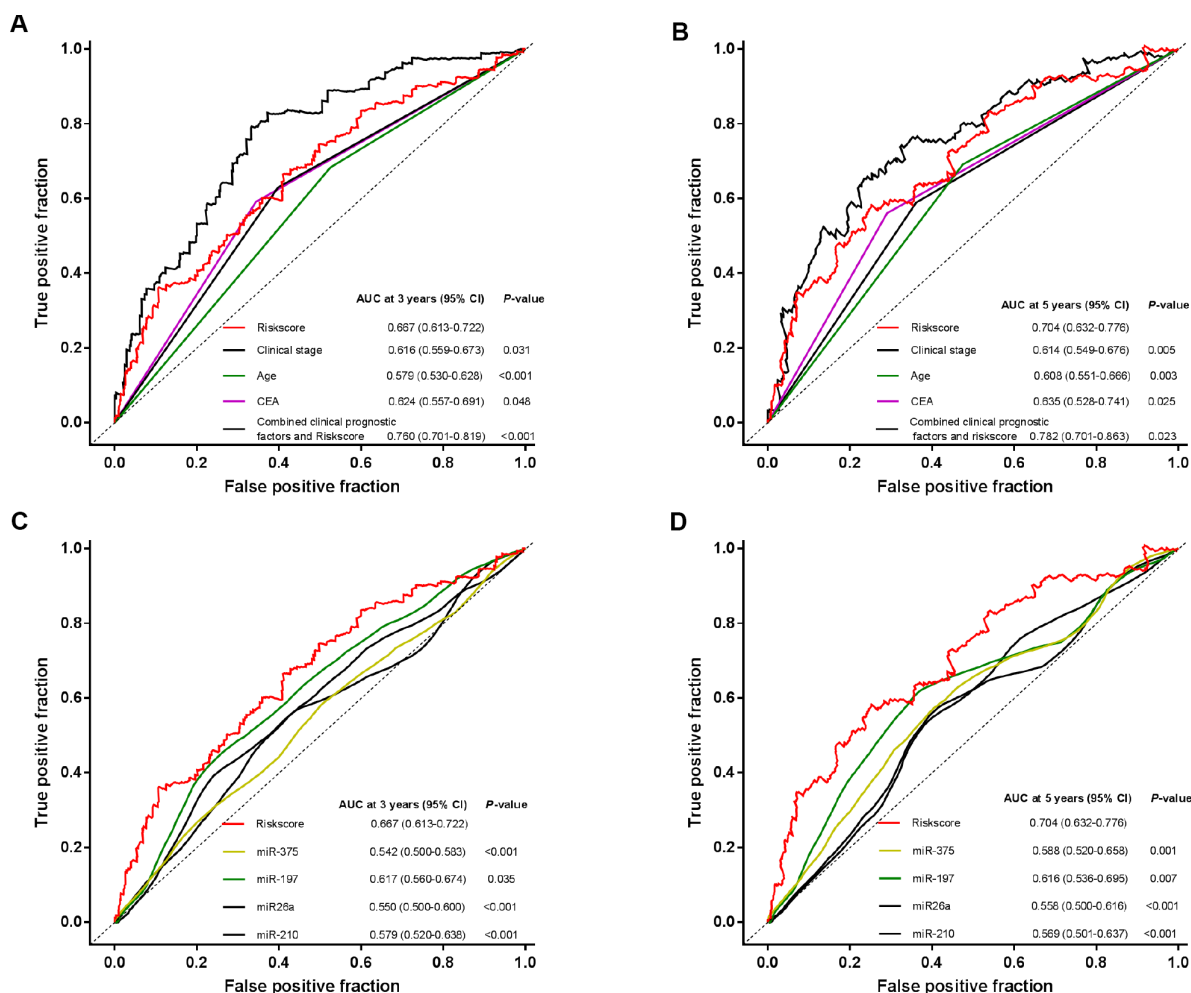 A
1.0
0.8
0.6
0.4
0.2
0.0
True positive fraction
AUC at 3 years (95% CI) P-value
Riskscore 0.667 (0.613-0.722)
Clinical stage 0.616 (0.559-0.673) 0.031
Age 0.579 (0.530-0.628) <0.001
CEA 0.624 (0.557-0.691) 0.048
Combined clinical prognostic
factors and Riskscore 0.760 (0.701-0.819) <0.001
0.0 0.2 0.4 0.6 0.8 1.0
False positive fraction
B
1.0
0.8
0.6
0.4
0.2
0.0
True positive fraction
AUC at 5 years (95% CI) P-value
Riskscore 0.704 (0.632-0.776)
Clinical stage 0.614 (0.549-0.676) 0.005
Age 0.608 (0.551-0.666) 0.003
CEA 0.635 (0.528-0.741) 0.025
Combined clinical prognostic
factors and riskscore 0.782 (0.701-0.863) 0.023
0.0 0.2 0.4 0.6 0.8 1.0
False positive fraction
C
1.0
0.8
0.6
0.4
0.2
0.0
True positive fraction
AUC at 3 years (95% CI) P-value
Riskscore 0.667 (0.613-0.722)
miR-375 0.542 (0.500-0.583) <0.001
miR-197 0.617 (0.560-0.674) 0.035
miR26a 0.550 (0.500-0.600) <0.001
miR-210 0.579 (0.520-0.638) <0.001
0.0 0.2 0.4 0.6 0.8 1.0
False positive fraction
D
1.0
0.8
0.6
0.4
0.2
0.0
True positive fraction
AUC at 5 years (95% CI) P-value
Riskscore 0.704 (0.632-0.776)
miR-375 0.588 (0.520-0.658) 0.001
miR-197 0.616 (0.536-0.695) 0.007
miR26a 0.558 (0.500-0.616) <0.001
miR-210 0.569 (0.501-0.637) <0.001
0.0 0.2 0.4 0.6 0.8 1.0
False positive fraction